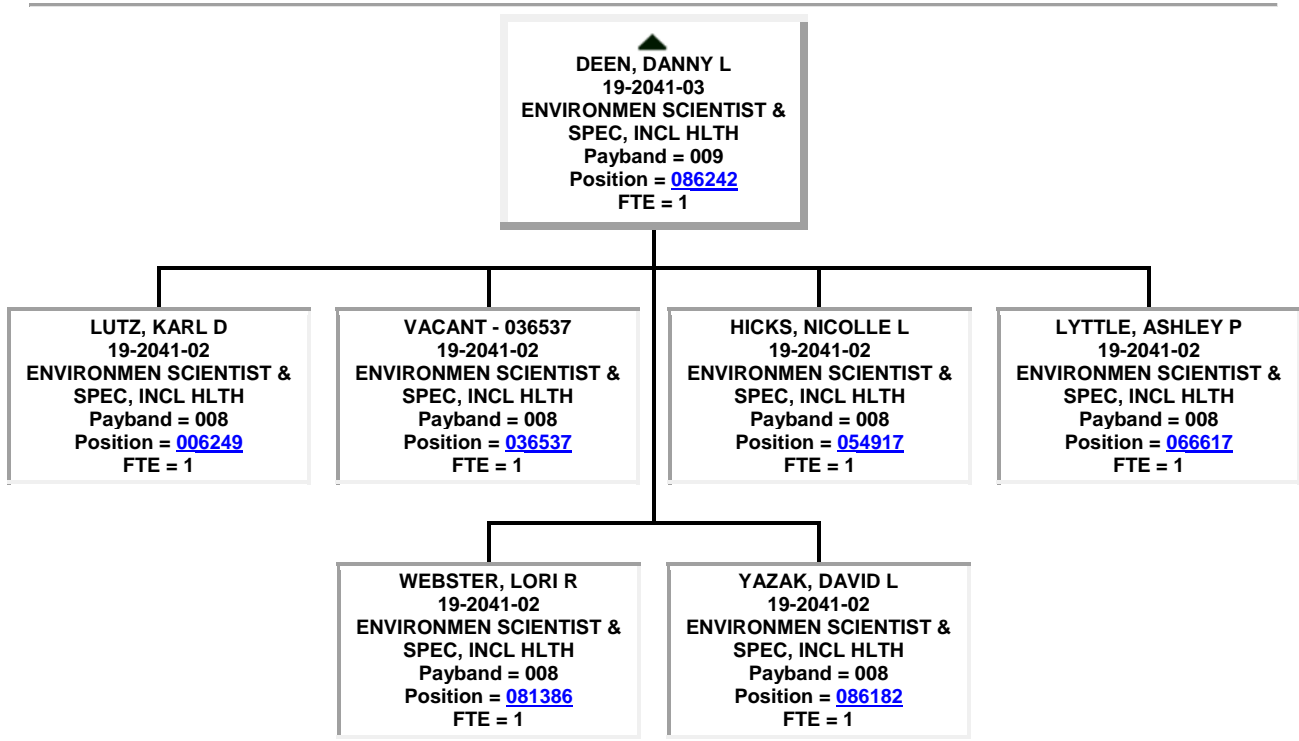 DEEN, DANNY L
19-2041-03
ENVIRONMEN SCIENTIST &
SPEC, INCL HLTH
Payband = 009
Position = 086242
FTE = 1
LUTZ, KARL D
19-2041-02
ENVIRONMEN SCIENTIST &
SPEC, INCL HLTH
Payband = 008
Position = 006249
FTE = 1
VACANT - 036537
19-2041-02
ENVIRONMEN SCIENTIST &
SPEC, INCL HLTH
Payband = 008
Position = 036537
FTE = 1
HICKS, NICOLLE L
19-2041-02
ENVIRONMEN SCIENTIST &
SPEC, INCL HLTH
Payband = 008
Position = 054917
FTE = 1
LYTTLE, ASHLEY P
19-2041-02
ENVIRONMEN SCIENTIST &
SPEC, INCL HLTH
Payband = 008
Position = 066617
FTE = 1
WEBSTER, LORI R
19-2041-02
ENVIRONMEN SCIENTIST &
SPEC, INCL HLTH
Payband = 008
Position = 081386
FTE = 1
YAZAK, DAVID L
19-2041-02
ENVIRONMEN SCIENTIST &
SPEC, INCL HLTH
Payband = 008
Position = 086182
FTE = 1